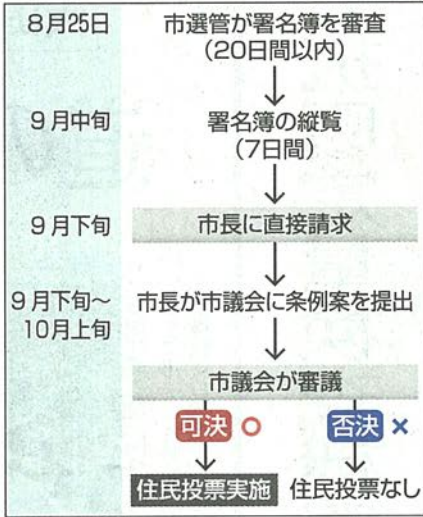 8月25日
市選管が署名簿を審査
(20日間以内)
9月中旬
署名簿の縦覧
(7日間)
9月下旬
市長に直接請求
9月下旬～
10月上旬
市長が市議会に条例案を提出
市議会が審議
可決 ○ 否決 ×
住民投票実施 住民投票なし